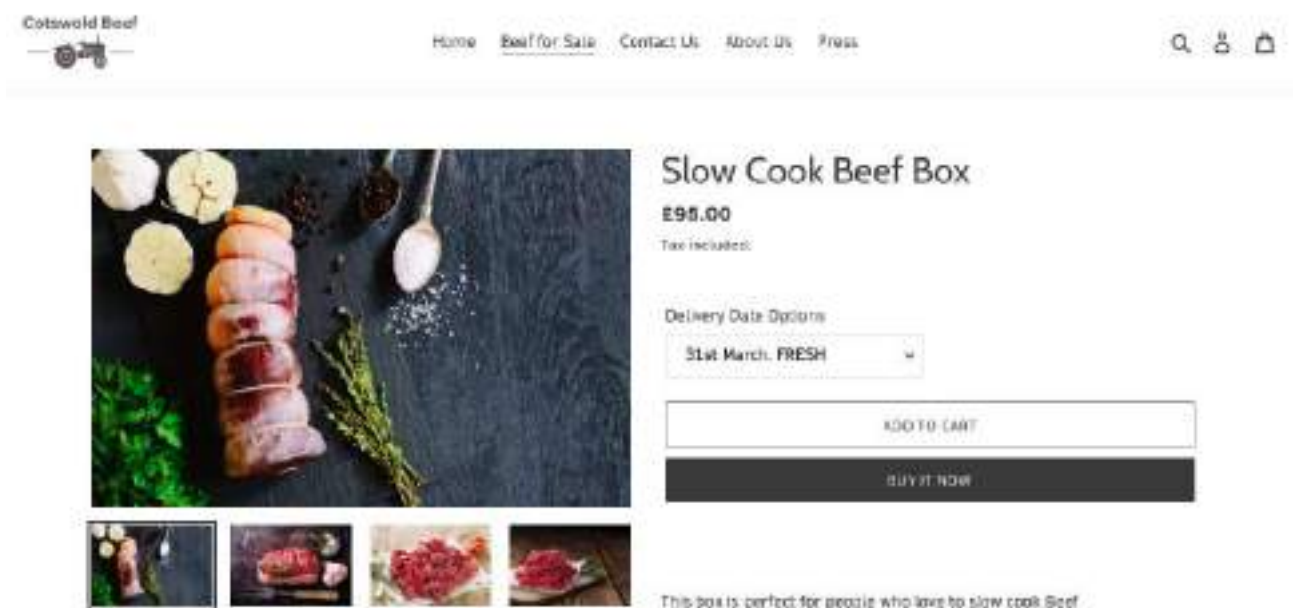 Cotswold Beef
Home Beef for Sale Contact Us About Us Press
Slow Cook Beef Box
£95.00
Tax included.
Delivery Date Options
31st March. FRESH
ADD TO CART
BUY IT NOW
This box is perfect for people who love to slow cook Beef